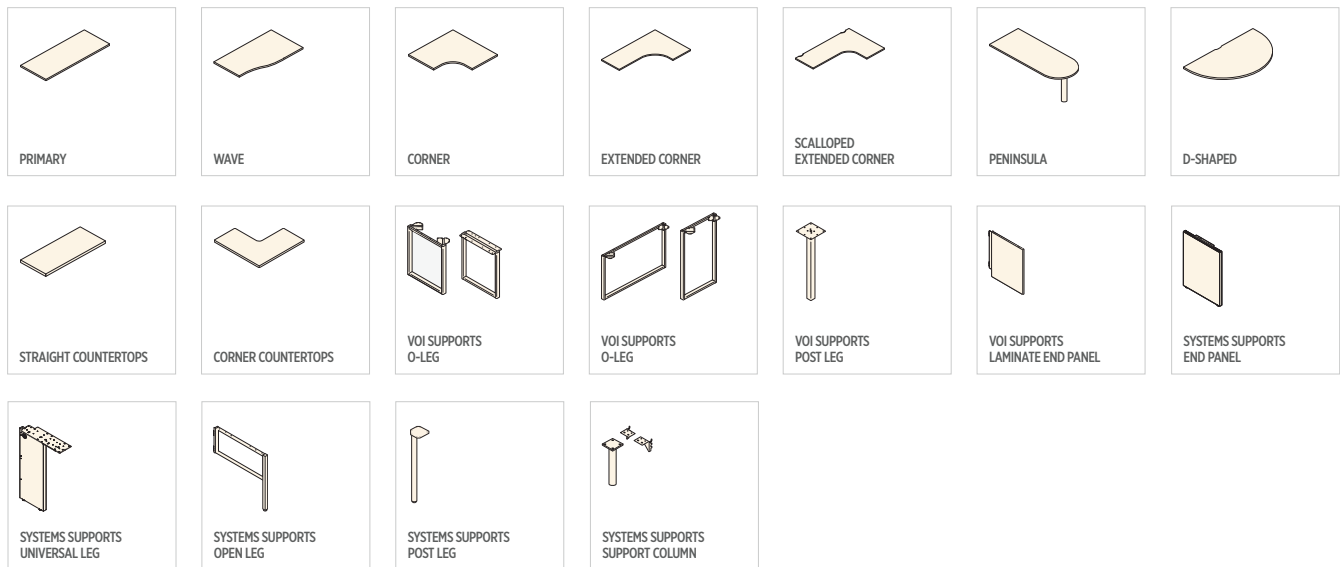 PRIMARY
WAVE
CORNER
EXTENDED CORNER
SCALLOPED
EXTENDED CORNER
PENINSULA
D-SHAPED
STRAIGHT COUNTERTOPS
CORNER COUNTERTOPS
VOI SUPPORTS
O-LEG
VOI SUPPORTS
O-LEG
VOI SUPPORTS
POST LEG
VOI SUPPORTS
LAMINATE END PANEL
SYSTEMS SUPPORTS
END PANEL
SYSTEMS SUPPORTS
UNIVERSAL LEG
SYSTEMS SUPPORTS
OPEN LEG
SYSTEMS SUPPORTS
POST LEG
SYSTEMS SUPPORTS
SUPPORT COLUMN